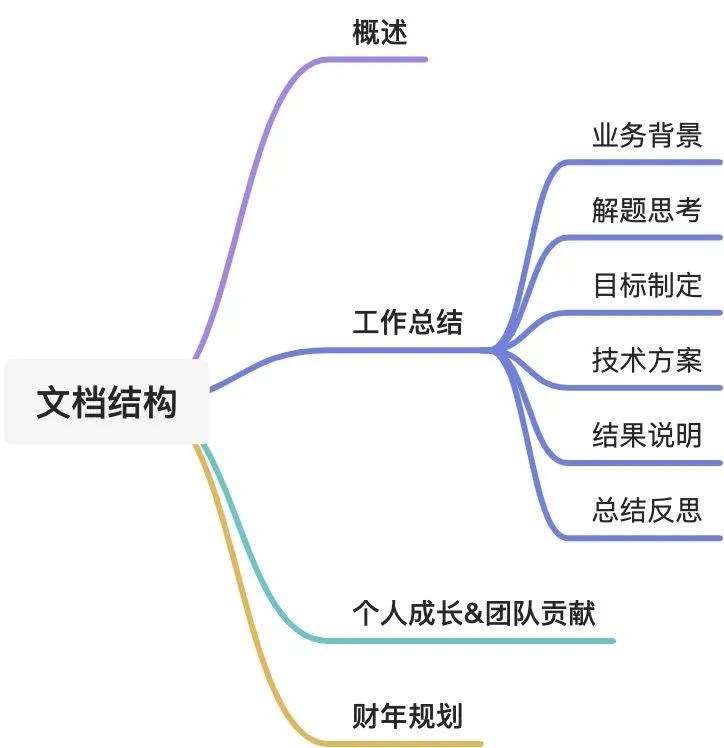 概述
业务背景
解题思考
目标制定
工作总结
技术方案
文档结构
结果说明
总结反思
个人成长&团队贡献
财年规划